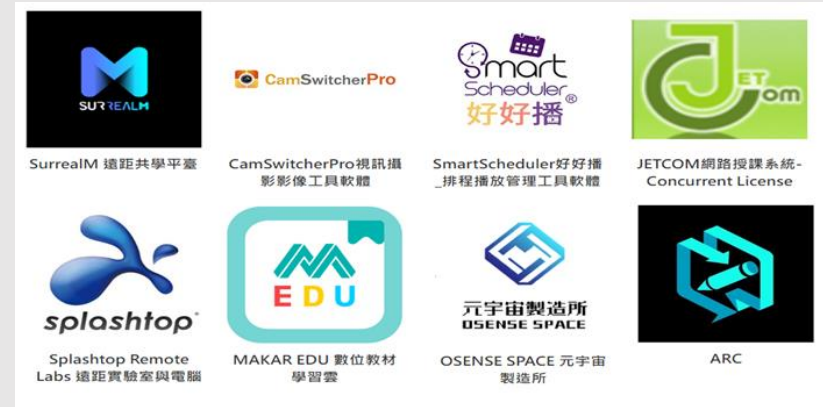 SURREALM
CamSwitcherPro
Smart
Scheduler®
好好播
JET
Com
SurrealM 遠距共學平臺
CamSwitcherPro視訊攝
影影像工具軟體
SmartScheduler好好播
_排程播放管理工具軟體
JETCOM網路授課系統-
Concurrent License
splashtop®
M
EDU
元宇宙製造所
OSENSE SPACE
Splashtop Remote
Labs 遠距實驗室與電腦
MAKAR EDU 數位教材
學習雲
OSENSE SPACE 元宇宙
製造所
ARC